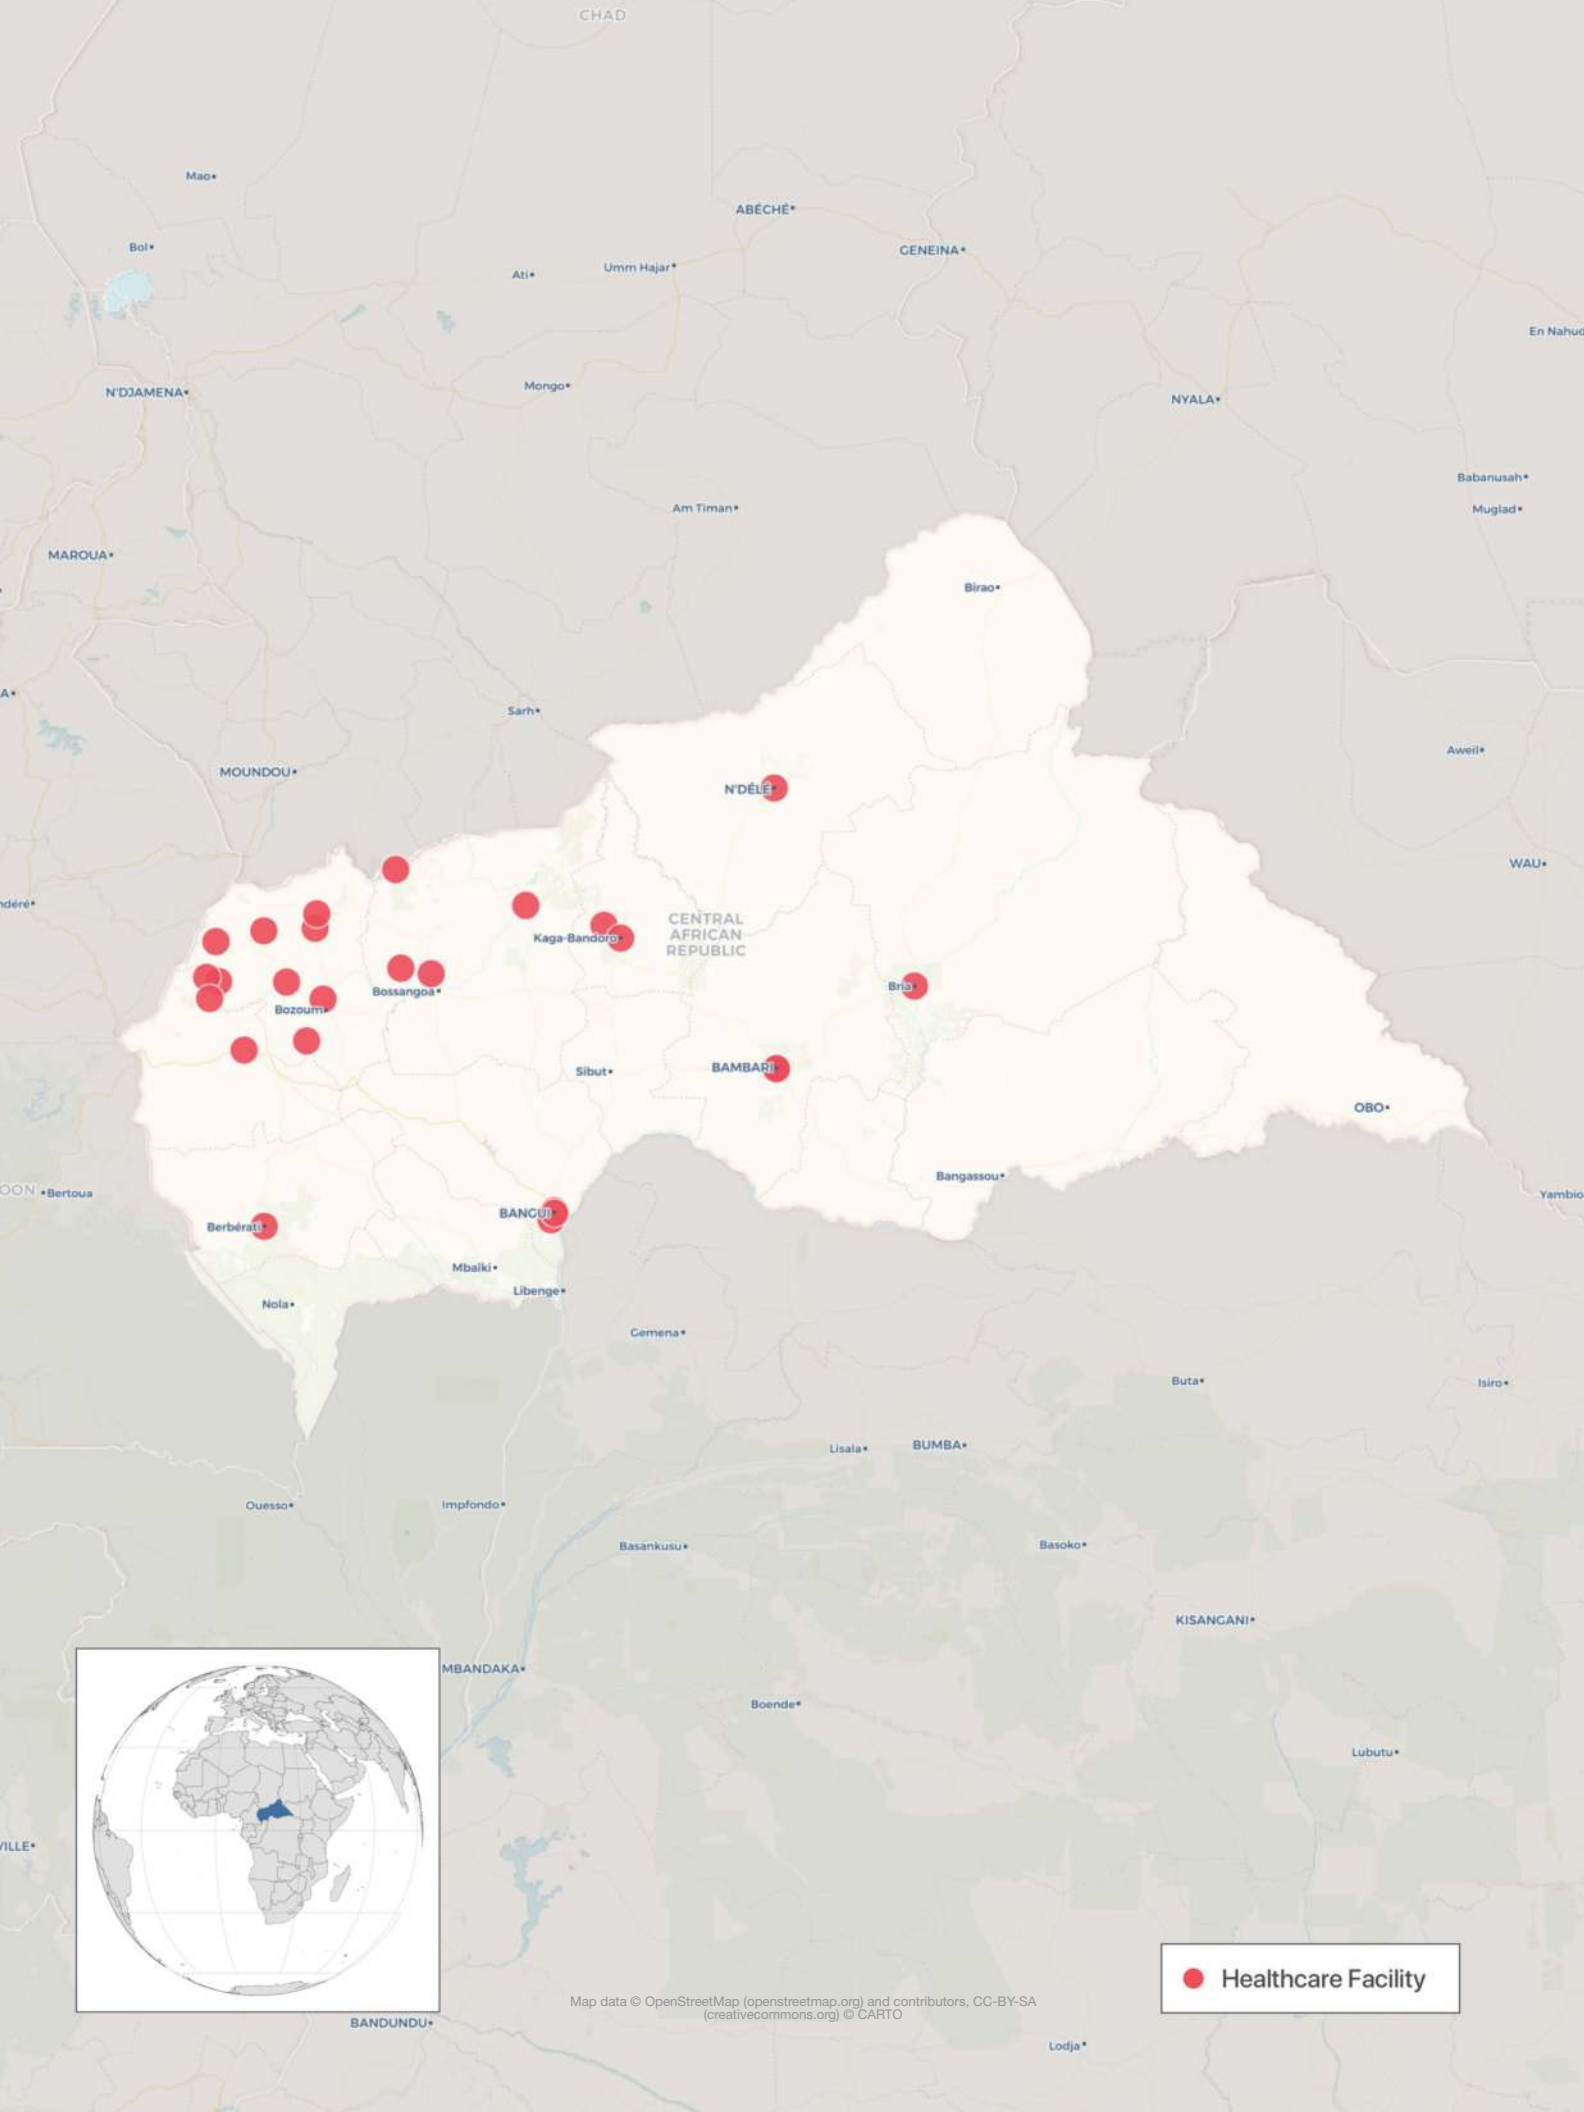 CHAD
Mao
ABÉCHÉ
Bol
GENEINA
Ati
Umm Hajar
En Nahud
Mongo
N'DJAMENA
NYALA
Babanusah
Am Timan
Muglad
MAROUA
Birao
A
Sarh
Aweil
MOUNDOU
N'DÉLÉ
WAU
ndéré
CENTRAL
AFRICAN
REPUBLIC
Kaga-Bandoro
Bria
Bossangoa
Bozoum
Sibut
BAMBARI
OBO
Bangassou
OON
Bertoua
Yambio
BANGUI
Berbérati
Mbaïki
Libenge
Nola
Gemena
Buta
Isiro
Lisala
BUMBA
Ouesso
Impfondo
Basankusu
Basoko
KISANGANI
MBANDAKA
Boende
Lubutu
VILLE
Healthcare Facility
Map data © OpenStreetMap (openstreetmap.org) and contributors, CC-BY-SA
(creativecommons.org) © CARTO
BANDUNDU
Lodja